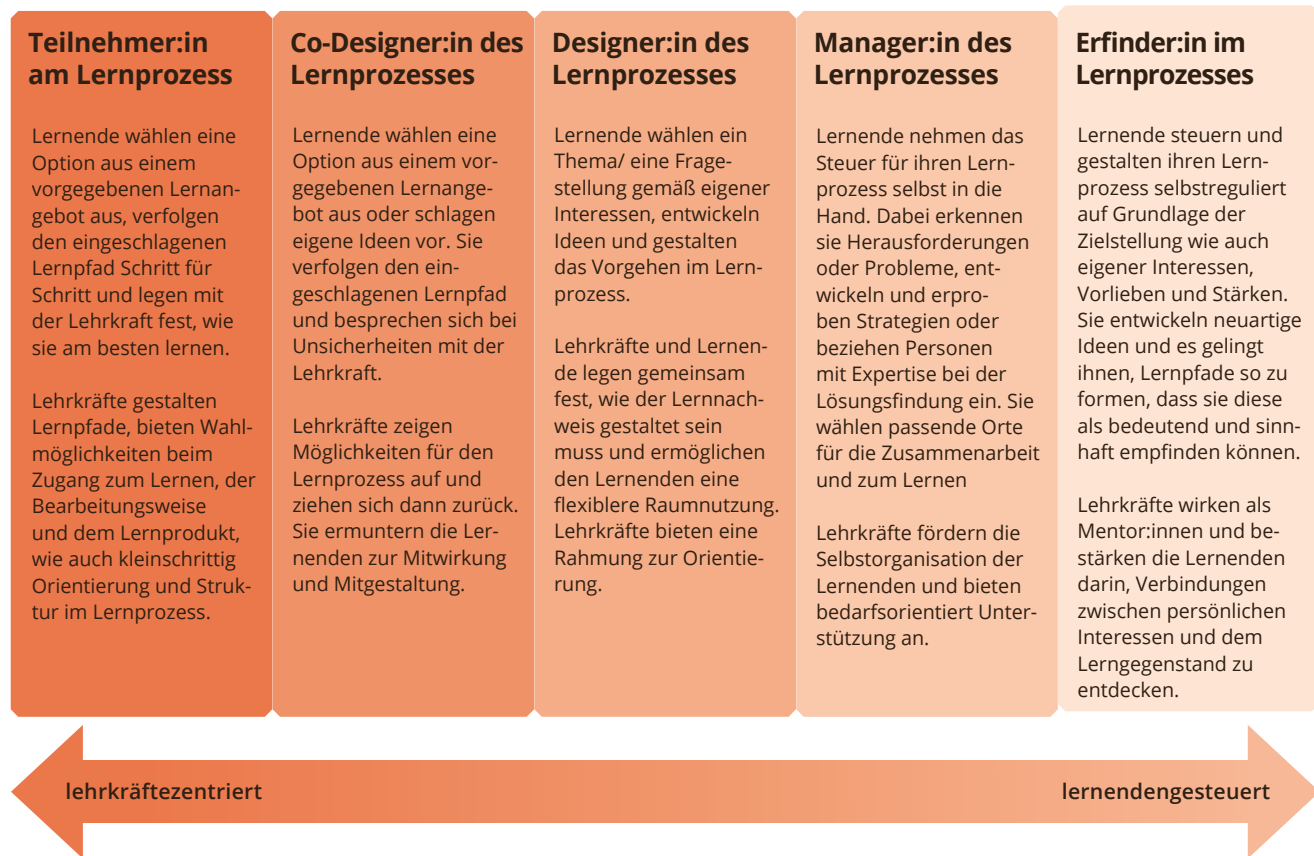 Teilnehmer:in
am Lernprozess
Lernende wählen eine
Option aus einem
vorgegebenen Lernan-
gebot aus, verfolgen
den eingeschlagenen
Lernpfad Schritt für
Schritt und legen mit
der Lehrkraft fest, wie
sie am besten lernen.
Lehrkräfte gestalten
Lernpfade, bieten Wahl-
möglichkeiten beim
Zugang zum Lernen, der
Bearbeitungsweise
und dem Lernprodukt,
wie auch kleinschrittig
Orientierung und Struk-
tur im Lernprozess.
Co-Designer:in des
Lernprozesses
Lernende wählen eine
Option aus einem vor-
gegebenen Lernange-
bot aus oder schlagen
eigene Ideen vor. Sie
verfolgen den ein-
geschlagenen Lernpfad
und besprechen sich bei
Unsicherheiten mit der
Lehrkraft.
Lehrkräfte zeigen
Möglichkeiten für den
Lernprozess auf und
ziehen sich dann zurück.
Sie ermuntern die Ler-
nenden zur Mitwirkung
und Mitgestaltung.
Designer:in des
Lernprozesses
Lernende wählen ein
Thema/ eine Frage-
stellung gemäß eigener
Interessen, entwickeln
Ideen und gestalten
das Vorgehen im Lern-
prozess.
Lehrkräfte und Lernen-
de legen gemeinsam
fest, wie der Lernnach-
weis gestaltet sein
muss und ermöglichen
den Lernenden eine
flexiblere Raumnutzung.
Lehrkräfte bieten eine
Rahmung zur Orientie-
rung.
Manager:in des
Lernprozesses
Lernende nehmen das
Steuer für ihren Lern-
prozess selbst in die
Hand. Dabei erkennen
sie Herausforderungen
oder Probleme, ent-
wickeln und erpro-
ben Strategien oder
beziehen Personen
mit Expertise bei der
Lösungsfindung ein. Sie
wählen passende Orte
für die Zusammenarbeit
und zum Lernen
Lehrkräfte fördern die
Selbstorganisation der
Lernenden und bieten
bedarfsorientiert Unter-
stützung an.
Erfinder:in im
Lernprozesses
Lernende steuern und
gestalten ihren Lern-
prozess selbstreguliert
auf Grundlage der
Zielstellung wie auch
eigener Interessen,
Vorlieben und Stärken.
Sie entwickeln neuartige
Ideen und es gelingt
ihnen, Lernpfade so zu
formen, dass sie diese
als bedeutend und sinn-
haft empfinden können.
Lehrkräfte wirken als
Mentor:innen und be-
stärken die Lernenden
darin, Verbindungen
zwischen persönlichen
Interessen und dem
Lerngegenstand zu
entdecken.
lehrkräftezentriert
lernendengesteuert